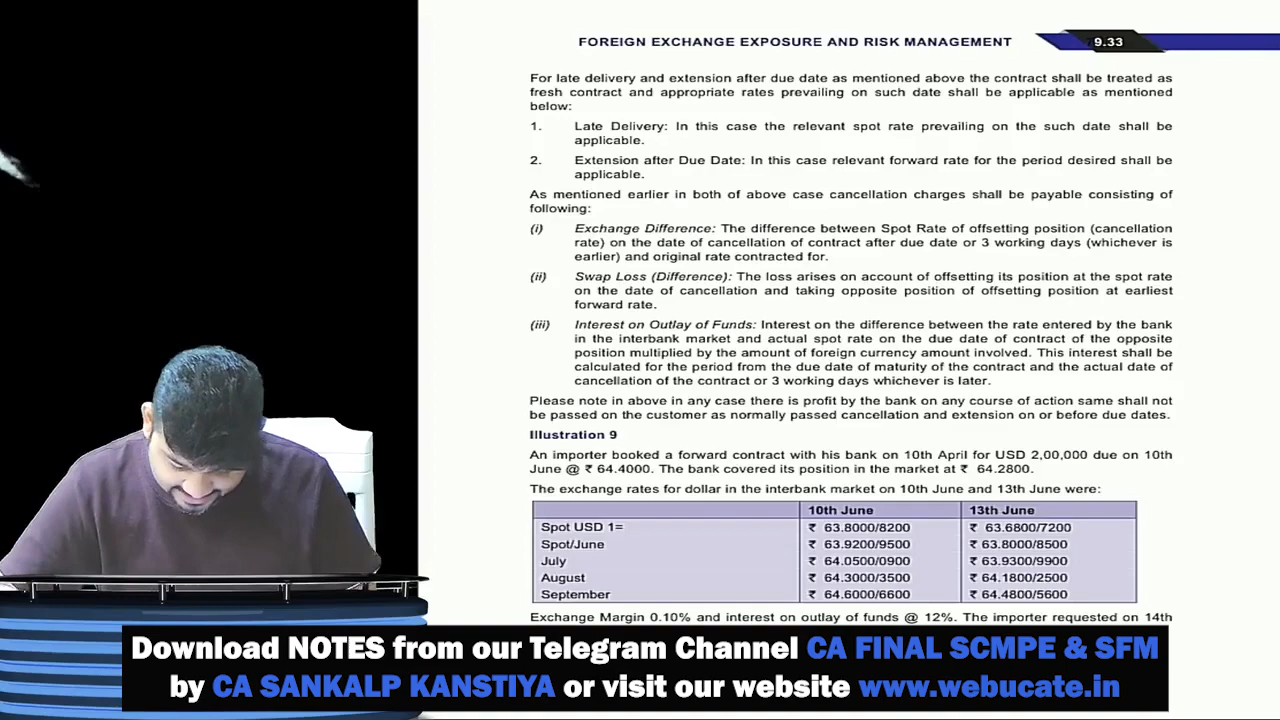 FOREIGN EXCHANGE EXPOSURE AND RISK MANAGEMENT 9.33
For late delivery and extension after due date as mentioned above the contract shall be treated as
fresh contract and appropriate rates prevailing on such date shall be applicable as mentioned
below:
1. Late Delivery: In this case the relevant spot rate prevailing on the such date shall be
applicable.
2. Extension after Due Date: In this case relevant forward rate for the period desired shall be
applicable.
As mentioned earlier in both of above case cancellation charges shall be payable consisting of
following:
(i) Exchange Difference: The difference between Spot Rate of offsetting position (cancellation
rate) on the date of cancellation of contract after due date or 3 working days (whichever is
earlier) and original rate contracted for.
(ii) Swap Loss (Difference): The loss arises on account of offsetting its position at the spot rate
on the date of cancellation and taking opposite position of offsetting position at earliest
forward rate.
(iii) Interest on Outlay of Funds: Interest on the difference between the rate entered by the bank
in the interbank market and actual spot rate on the due date of contract of the opposite
position multiplied by the amount of foreign currency amount involved. This interest shall be
calculated for the period from the due date of maturity of the contract and the actual date of
cancellation of the contract or 3 working days whichever is later.
Please note in above in any case there is profit by the bank on any course of action same shall not
be passed on the customer as normally passed cancellation and extension on or before due dates.
Illustration 9
An importer booked a forward contract with his bank on 10th April for USD 2,00,000 due on 10th
June @ ₹ 64.4000. The bank covered its position in the market at ₹ 64.2800.
The exchange rates for dollar in the interbank market on 10th June and 13th June were:
10th June 13th June
Spot USD 1= ₹ 63.8000/8200 ₹ 63.6800/7200
Spot/June ₹ 63.9200/9500 ₹ 63.8000/8500
July ₹ 64.0500/0900 ₹ 63.9300/9900
August ₹ 64.3000/3500 ₹ 64.1800/2500
September ₹ 64.6000/6600 ₹ 64.4800/5600
Exchange Margin 0.10% and interest on outlay of funds @ 12%. The importer requested on 14th
Download NOTES from our Telegram Channel CA FINAL SCMPE & SFM
by CA SANKALP KANSTIYA or visit our website www.webucate.in